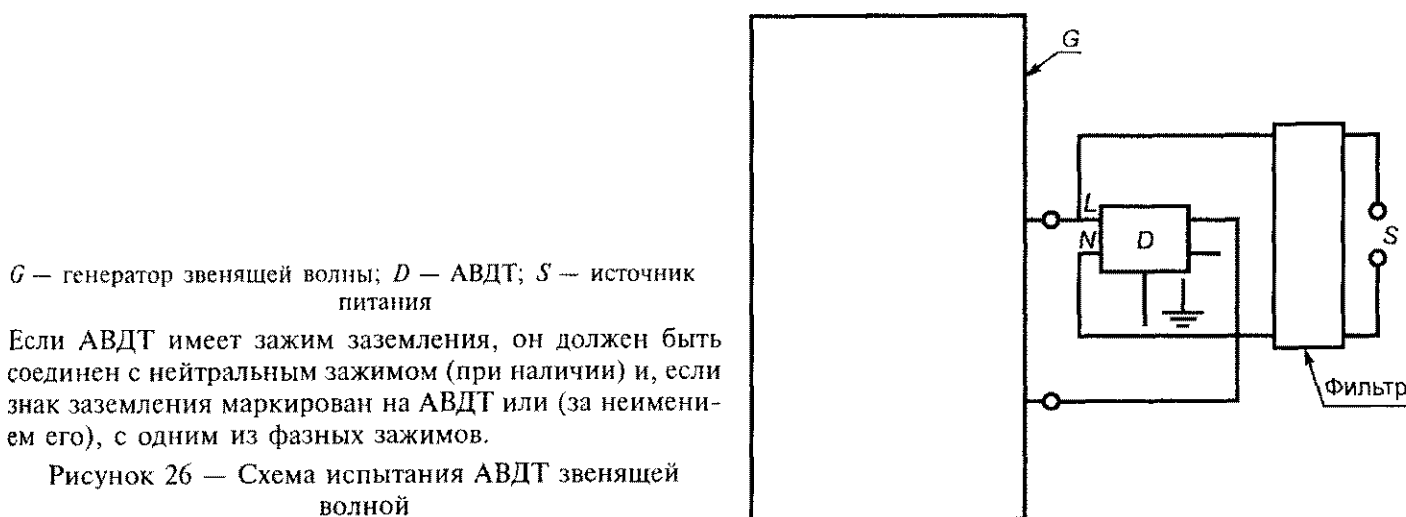 G — генератор звенящей волны; D — АВДТ; S — источник
питания
Если АВДТ имеет зажим заземления, он должен быть
соединен с нейтральным зажимом (при наличии) и, если
знак заземления маркирован на АВДТ или (за неимени-
ем его), с одним из фазных зажимов.
Рисунок 26 — Схема испытания АВДТ звенящей
волной
G
L
N
D
S
Фильтр